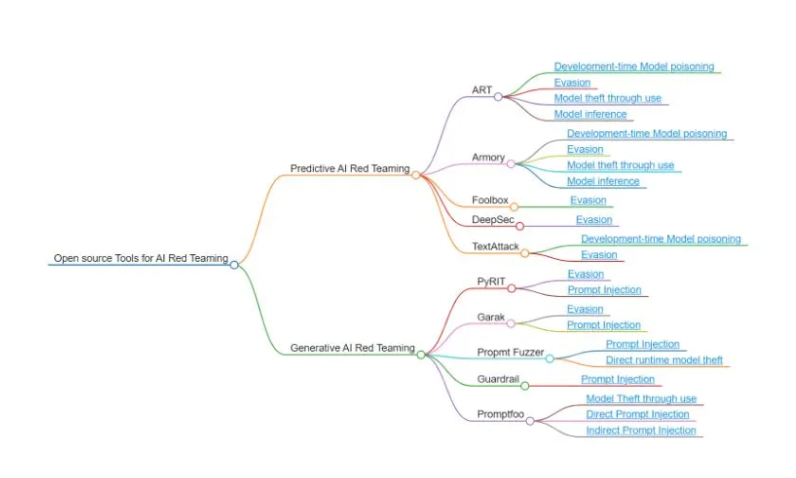 Open source Tools for AI Red Teaming
Predictive AI Red Teaming
ART
Development-time Model poisoning
Evasion
Model theft through use
Model inference
Armory
Development-time Model poisoning
Evasion
Model theft through use
Model inference
Foolbox
Evasion
DeepSec
Evasion
TextAttack
Development-time Model poisoning
Evasion
Generative AI Red Teaming
PyRIT
Evasion
Prompt Injection
Garak
Evasion
Prompt Injection
Propmt Fuzzer
Prompt Injection
Direct runtime model theft
Guardrail
Prompt Injection
Promptfoo
Model Theft through use
Direct Prompt Injection
Indirect Prompt Injection